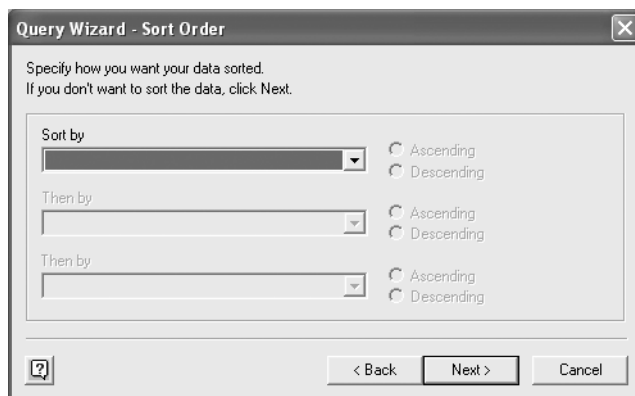 Query Wizard - Sort Order
Specify how you want your data sorted.
If you don't want to sort the data, click Next.
Sort by
Ascending
Descending
Then by
Ascending
Descending
Then by
Ascending
Descending
?
< Back
Next >
Cancel